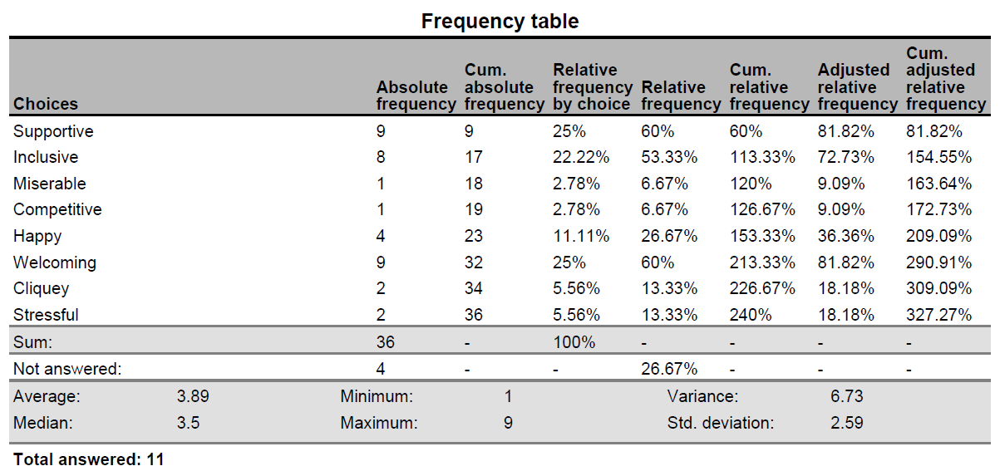 Frequency table
Choices Absolute frequency Cum. absolute frequency Relative frequency by choice Relative frequency Cum. relative frequency Adjusted relative frequency Cum. adjusted relative frequency
Supportive 9 9 25% 60% 60% 81.82% 81.82%
Inclusive 8 17 22.22% 53.33% 113.33% 72.73% 154.55%
Miserable 1 18 2.78% 6.67% 120% 9.09% 163.64%
Competitive 1 19 2.78% 6.67% 126.67% 9.09% 172.73%
Happy 4 23 11.11% 26.67% 153.33% 36.36% 209.09%
Welcoming 9 32 25% 60% 213.33% 81.82% 290.91%
Cliquey 2 34 5.56% 13.33% 226.67% 18.18% 309.09%
Stressful 2 36 5.56% 13.33% 240% 18.18% 327.27%
Sum: 36 - 100% - - - -
Not answered: 4 - - 26.67% - - -
Average: 3.89 Minimum: 1 Variance: 6.73
Median: 3.5 Maximum: 9 Std. deviation: 2.59
Total answered: 11